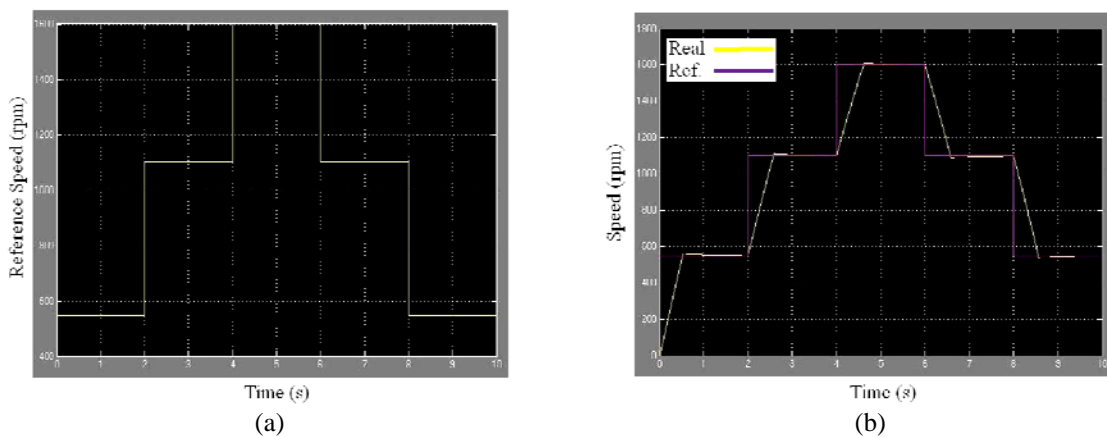 1600
1400
1200
1000
800
600
400
0 1 2 3 4 5 6 7 8 9 10
Reference Speed (rpm)
Time (s)
(a)
1800
1600
1400
1200
1000
800
600
400
200
0
0 1 2 3 4 5 6 7 8 9 10
Real
Ref.
Speed (rpm)
Time (s)
(b)